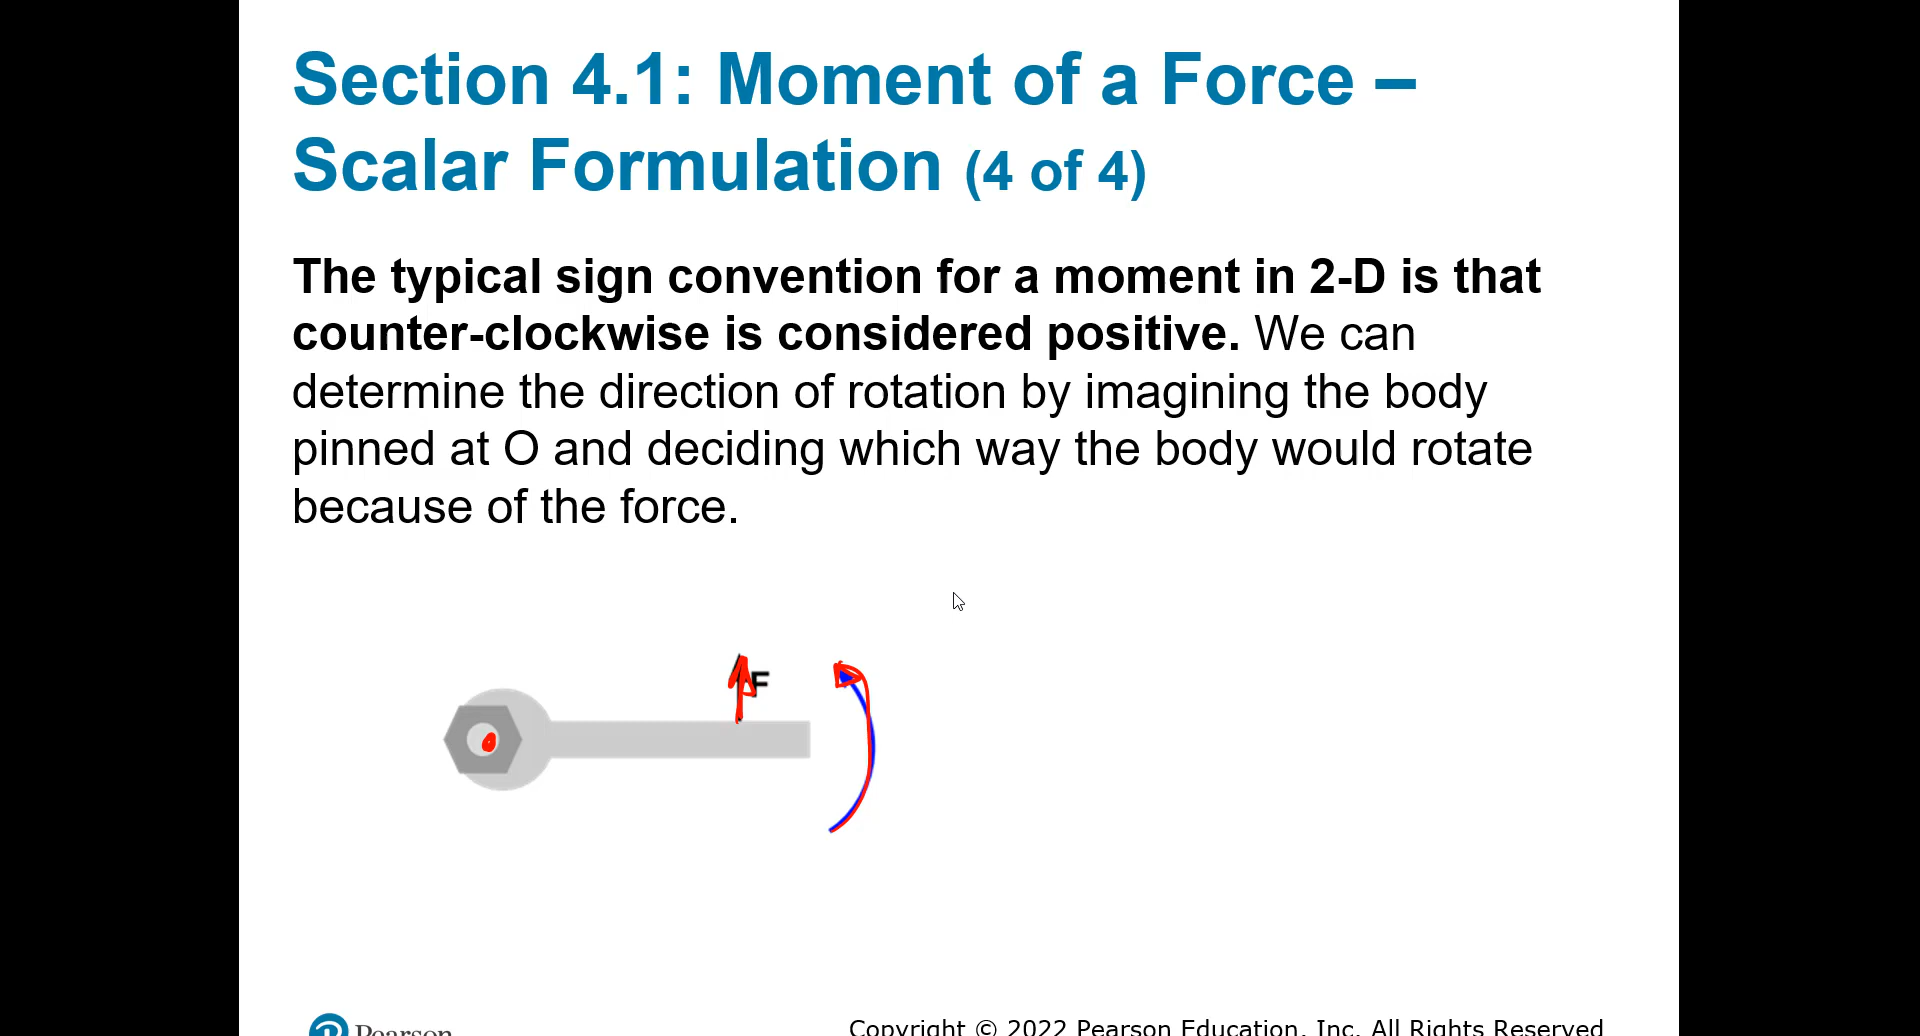 Section 4.1: Moment of a Force –
Scalar Formulation (4 of 4)
The typical sign convention for a moment in 2-D is that
counter-clockwise is considered positive. We can
determine the direction of rotation by imagining the body
pinned at O and deciding which way the body would rotate
because of the force.
F
Pearson
Copyright © 2022 Pearson Education, Inc. All Rights Reserved